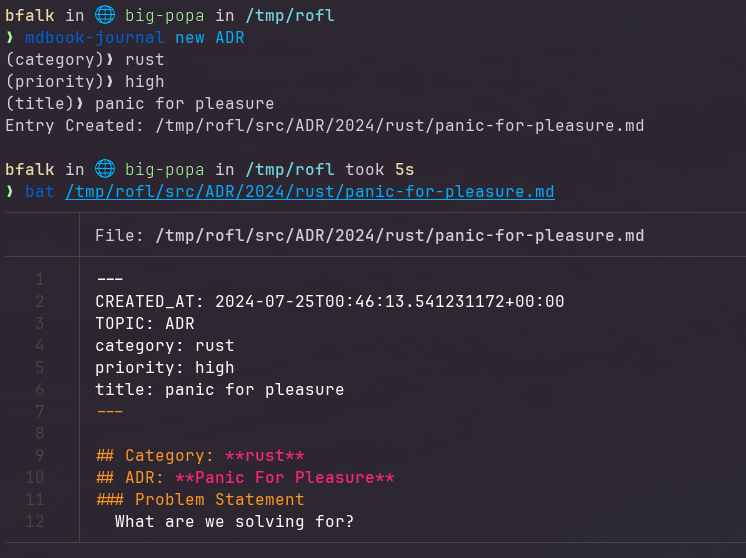 bfalk in 🌐 big-popa in /tmp/rofl
❯ mdbook-journal new ADR
(category)❯ rust
(priority)❯ high
(title)❯ panic for pleasure
Entry Created: /tmp/rofl/src/ADR/2024/rust/panic-for-pleasure.md
bfalk in 🌐 big-popa in /tmp/rofl took 5s
❯ bat /tmp/rofl/src/ADR/2024/rust/panic-for-pleasure.md
File: /tmp/rofl/src/ADR/2024/rust/panic-for-pleasure.md
1 ---
2 CREATED_AT: 2024-07-25T00:46:13.541231172+00:00
3 TOPIC: ADR
4 category: rust
5 priority: high
6 title: panic for pleasure
7 ---
8
9 ## Category: **rust**
10 ## ADR: **Panic For Pleasure**
11 ### Problem Statement
12 What are we solving for?